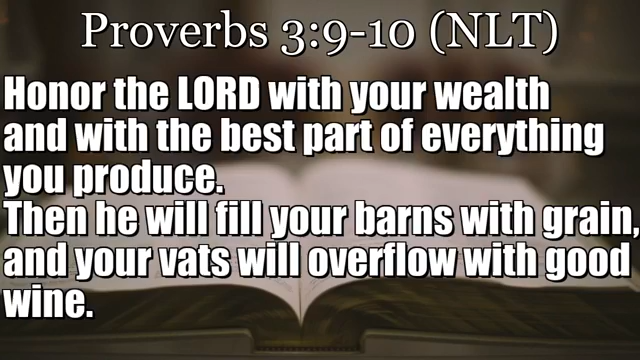 Proverbs 3:9-10 (NLT)
Honor the LORD with your wealth
and with the best part of everything
you produce.
Then he will fill your barns with grain,
and your vats will overflow with good
wine.